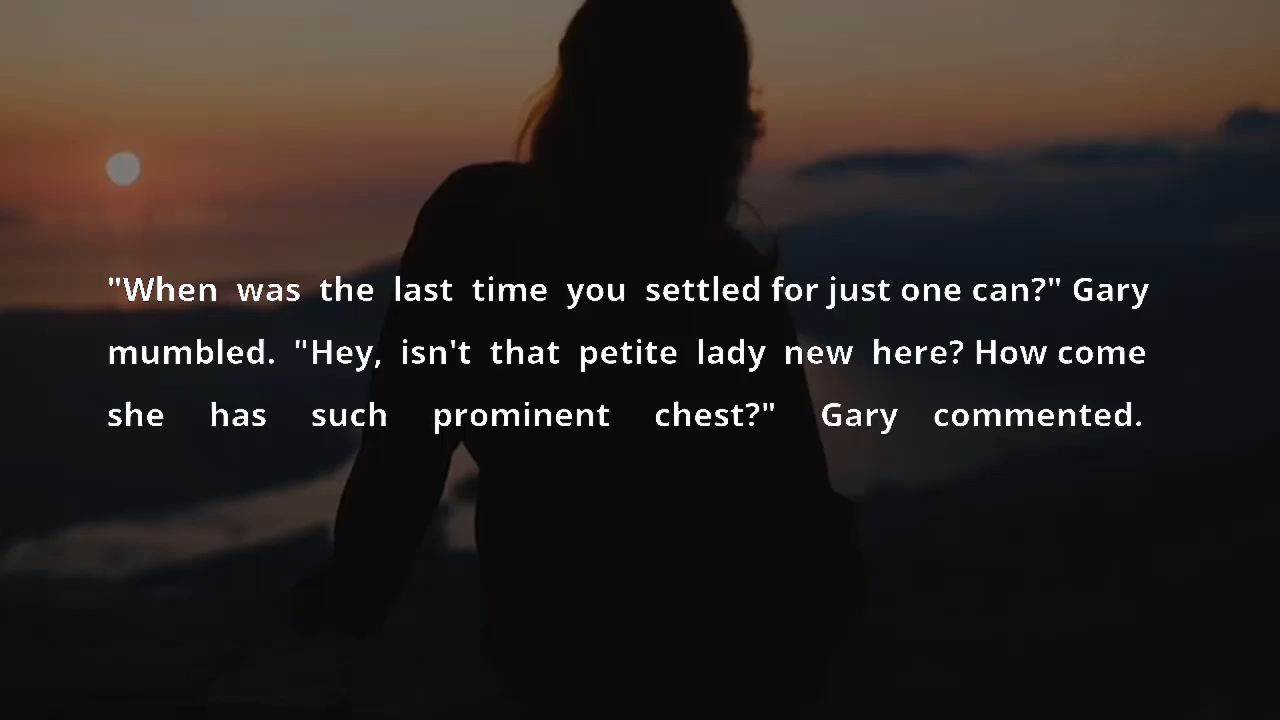 "When was the last time you settled for just one can?" Gary
mumbled. "Hey, isn't that petite lady new here? How come
she has such prominent chest?" Gary commented.